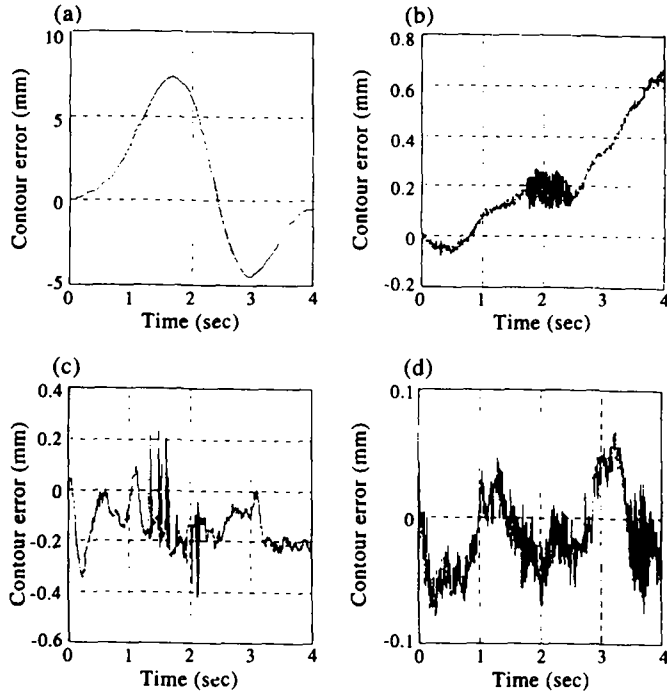 (a)
10
5
0
-5
0 1 2 3 4
Contour error (mm)
Time (sec)
(b)
0.8
0.6
0.4
0.2
0
-0.2
0 1 2 3 4
Contour error (mm)
Time (sec)
(c)
0.4
0.2
0
-0.2
-0.4
-0.6
0 1 2 3 4
Contour error (mm)
Time (sec)
(d)
0.1
0
-0.1
0 1 2 3 4
Contour error (mm)
Time (sec)